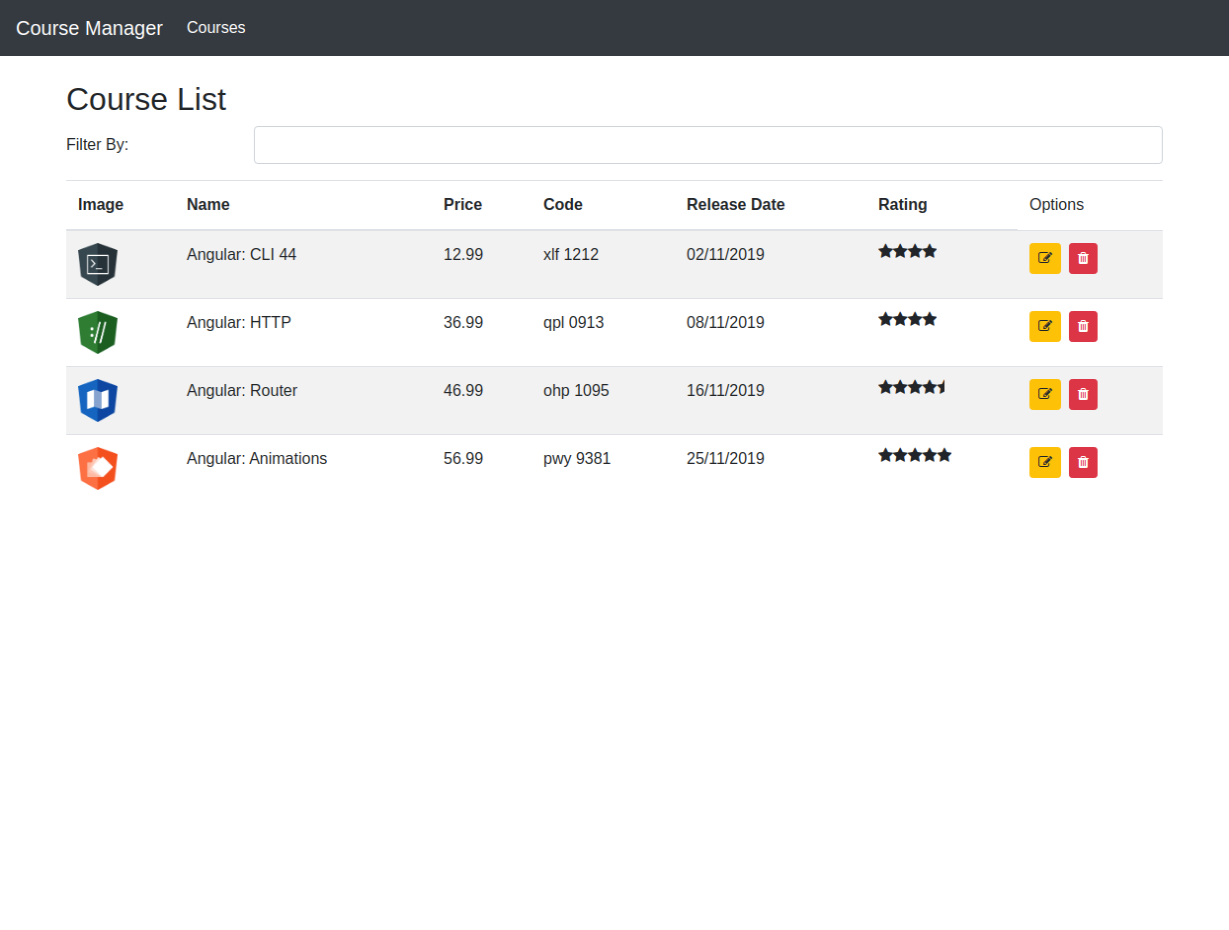 Course Manager Courses
Course List
Filter By:
Image Name Price Code Release Date Rating Options
Angular: CLI 44 12.99 xlf 1212 02/11/2019
Angular: HTTP 36.99 qpl 0913 08/11/2019
Angular: Router 46.99 ohp 1095 16/11/2019
Angular: Animations 56.99 pwy 9381 25/11/2019